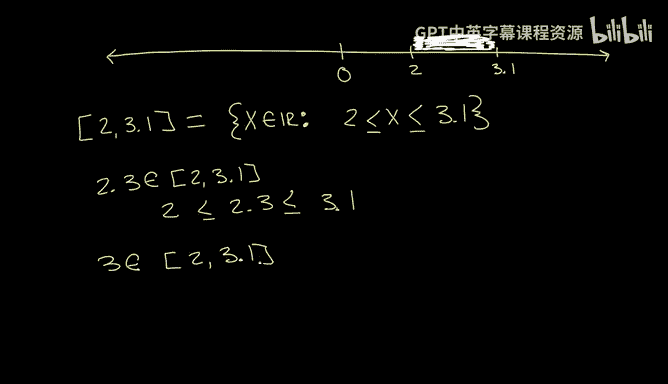 GPT中英字幕课程资源 bilibili
0 2 3.1
[2,3.1] = {x∈ℝ: 2≤x≤3.1}
2.3∈[2,3.1]
2 ≤ 2.3 ≤ 3.1
3∈ [2,3.1]